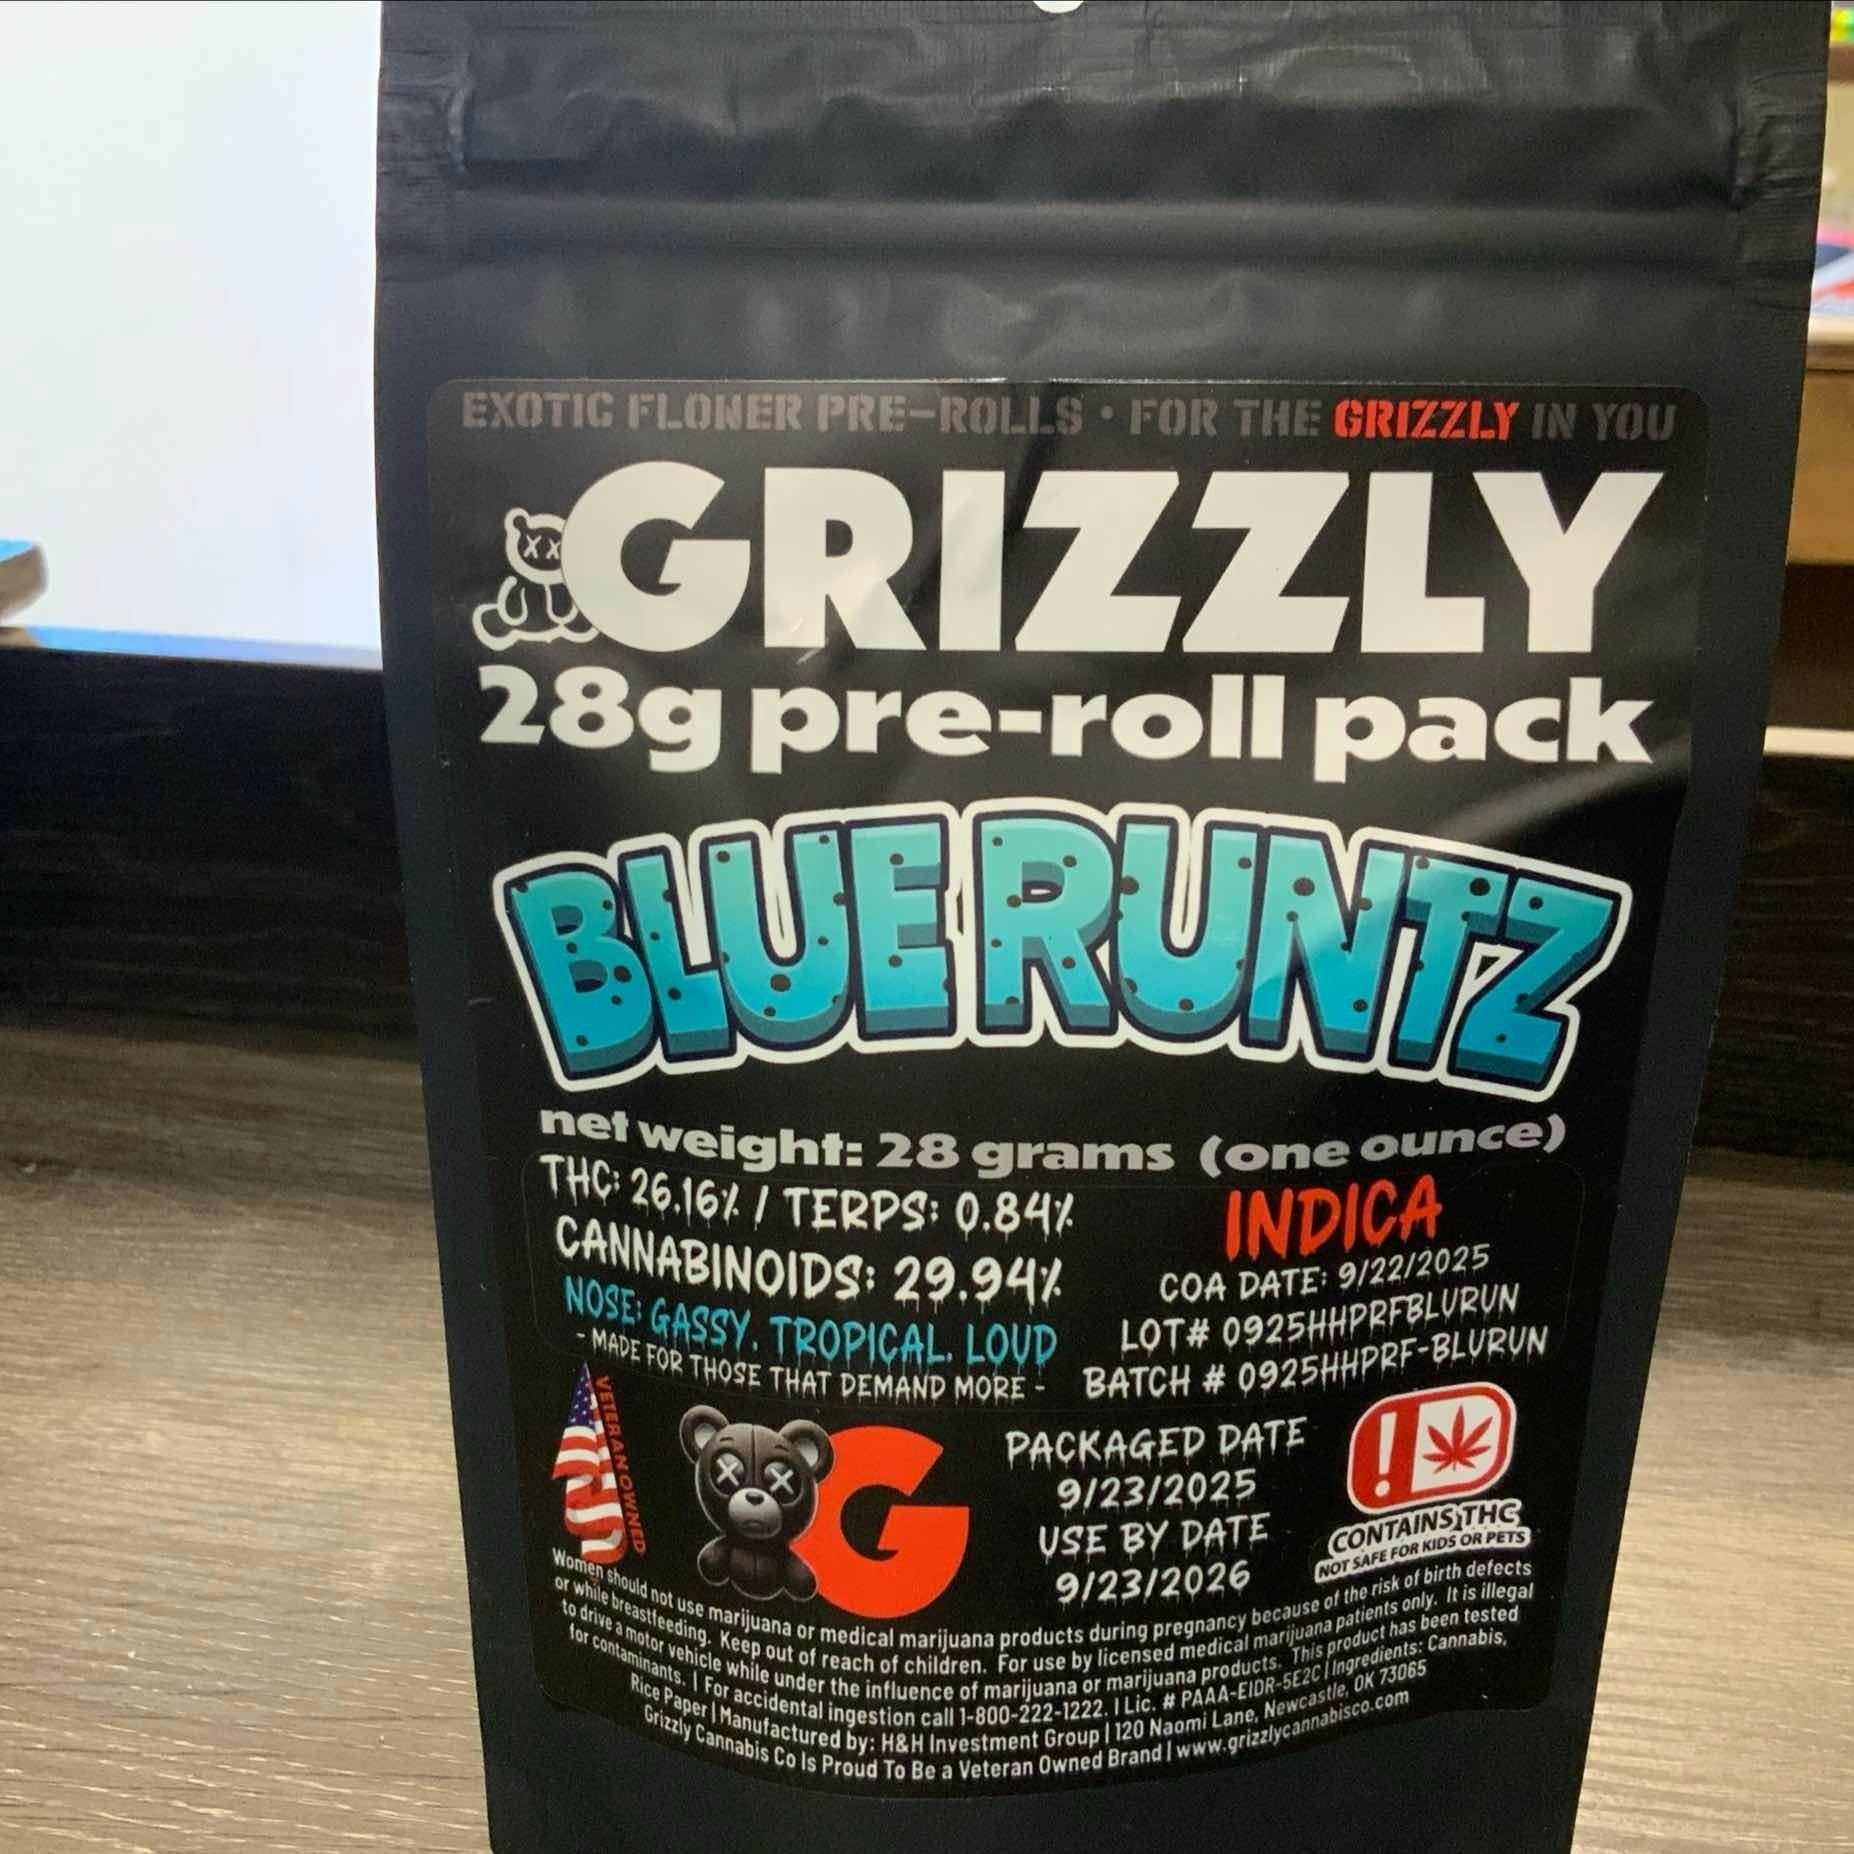 EXOTIC FLOWER PRE-ROLLS • FOR THE GRIZZLY IN YOU
GRIZZLY
28g pre-roll pack
BLUE RUNTZ
net weight: 28 grams (one ounce)
THC: 26.16% / TERPS: 0.84%
CANNABINOIDS: 29.94%
NOSE: GASSY, TROPICAL, LOUD
- MADE FOR THOSE THAT DEMAND MORE -
INDICA
COA DATE: 9/22/2025
LOT# 0925HHPRFBLURUN
BATCH # 0925HHPRF-BLURUN
VETERAN OWNED
G
PACKAGED DATE
9/23/2025
USE BY DATE
9/23/2026
!
CONTAINS THC
NOT SAFE FOR KIDS OR PETS
Women should not use marijuana or medical marijuana products during pregnancy because of the risk of birth defects
or while breastfeeding. Keep out of reach of children. For use by licensed medical marijuana patients only. It is illegal
to drive a motor vehicle while under the influence of marijuana or marijuana products. This product has been tested
for contaminants. | For accidental ingestion call 1-800-222-1222. | Lic. # PAAA-EIDR-5E2C | Ingredients: Cannabis,
Rice Paper | Manufactured by: H&H Investment Group | 120 Naomi Lane, Newcastle, OK 73065
Grizzly Cannabis Co Is Proud To Be a Veteran Owned Brand | www.grizzlycannabisco.com